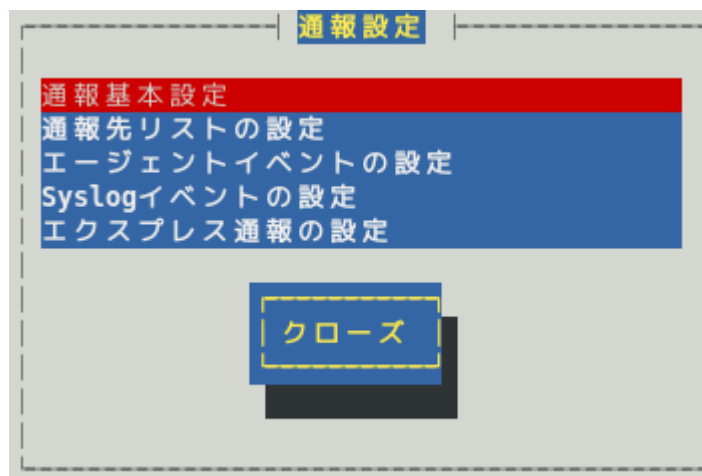 通報設定
通報基本設定
通報先リストの設定
エージェントイベントの設定
Syslogイベントの設定
エクスプレス通報の設定
クローズ